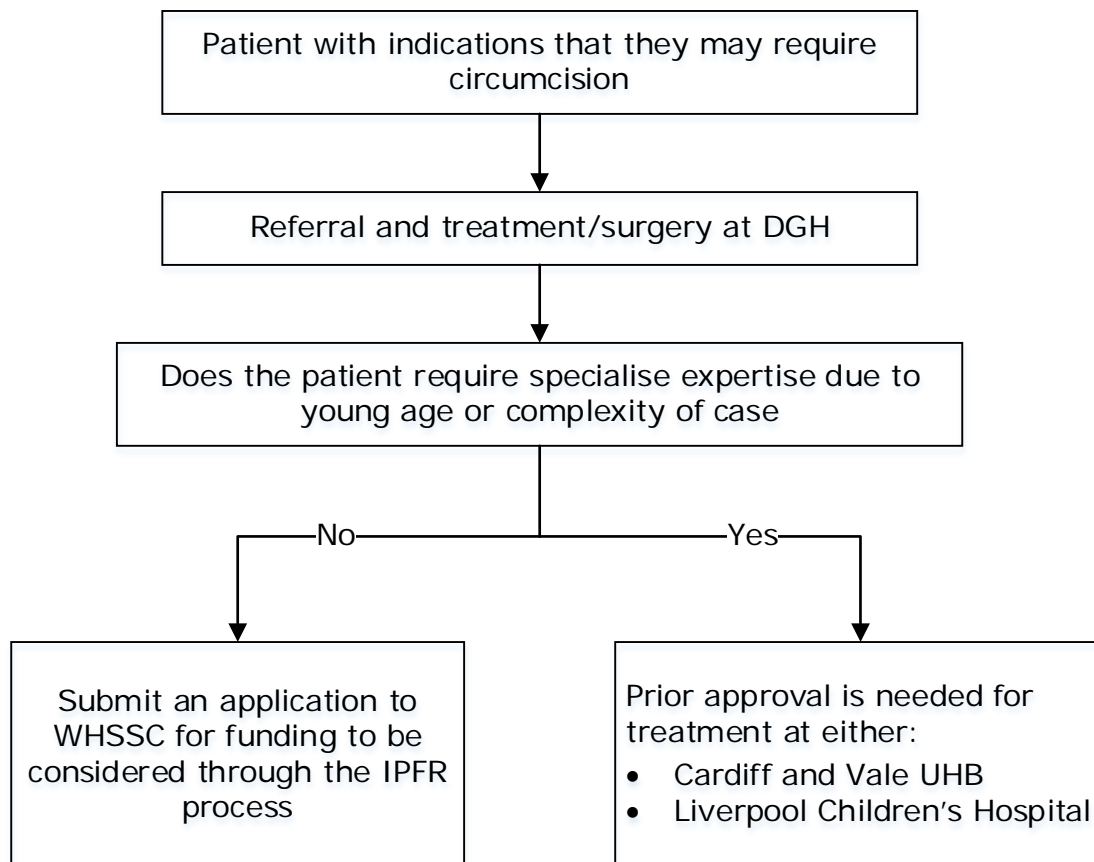 Patient with indications that they may require
circumcision
Referral and treatment/surgery at DGH
Does the patient require specialise expertise due to
young age or complexity of case
No
Yes
Submit an application to
WHSSC for funding to be
considered through the IPFR
process
Prior approval is needed for
treatment at either:
• Cardiff and Vale UHB
• Liverpool Children's Hospital